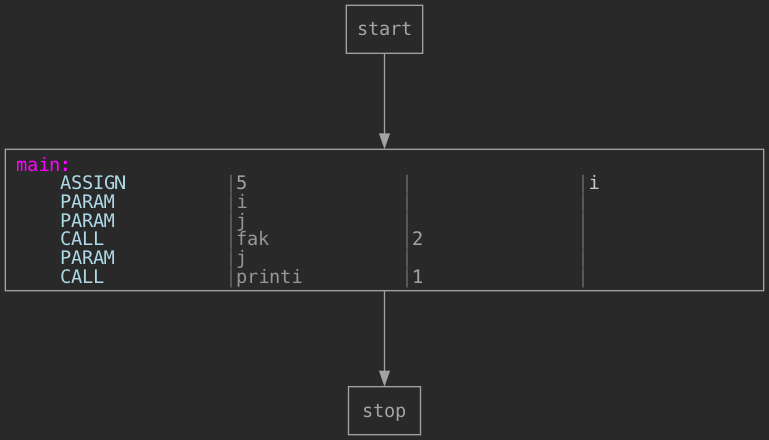 start
main:
ASSIGN |5 | |i
PARAM |i | |
PARAM |j | |
CALL |fak |2 |
PARAM |j | |
CALL |printi |1 |
stop